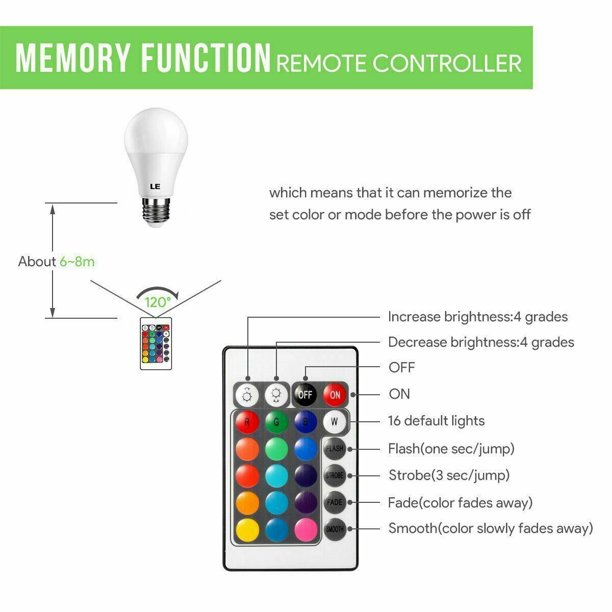 MEMORY FUNCTION REMOTE CONTROLLER
LE
which means that it can memorize the
set color or mode before the power is off
About 6~8m
120°
Increase brightness:4 grades
Decrease brightness:4 grades
OFF
ON
16 default lights
Flash(one sec/jump)
Strobe(3 sec/jump)
Fade(color fades away)
Smooth(color slowly fades away)
OFF ON
R G B W
FLASH
STROBE
FADE
SMOOTH